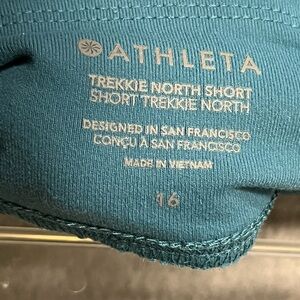 ATHLETA
TREKKIE NORTH SHORT
SHORT TREKKIE NORTH
DESIGNED IN SAN FRANCISCO
CONÇU À SAN FRANCISCO
MADE IN VIETNAM
16